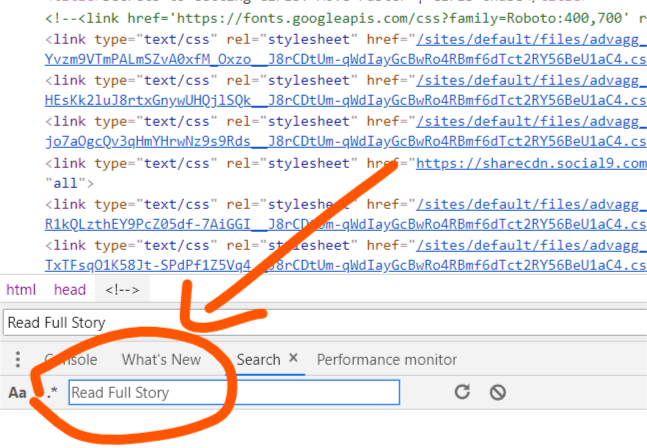 <!--<link href='https://fonts.googleapis.com/css?family=Roboto:400,700' r
<link type="text/css" rel="stylesheet" href="/sites/default/files/advagg_
Yvzm9VTmPALmSZvA0xfM_Oxzo__J8rCDtUm-qWdIayGcBwRo4RBmf6dTct2RY56BeU1aC4.cs
<link type="text/css" rel="stylesheet" href="/sites/default/files/advagg_
HEsKk2luJ8rtxGnywUHQjlSQk__J8rCDtUm-qWdIayGcBwRo4RBmf6dTct2RY56BeU1aC4.cs
<link type="text/css" rel="stylesheet" href="/sites/default/files/advagg_
jo7aOgcQv3qHmYHrwNz9s9Rds__J8rCDtUm-qWdIayGcBwRo4RBmf6dTct2RY56BeU1aC4.cs
<link type="text/css" rel="stylesheet" href="https://sharecdn.social9.com
"all">
<link type="text/css" rel="stylesheet" href="/sites/default/files/advagg_
R1kQLzthEY9PcZ05df-7AiGGI__J8rCDtUm-qWdIayGcBwRo4RBmf6dTct2RY56BeU1aC4.cs
<link type="text/css" rel="stylesheet" href="/sites/default/files/advagg_
TxTFsqO1K58Jt-SPdPf1Z5Vq4__J8rCDtUm-qWdIayGcBwRo4RBmf6dTct2RY56BeU1aC4.cs
html head <!-->
Read Full Story
Console What's New Search × Performance monitor
Aa .* Read Full Story